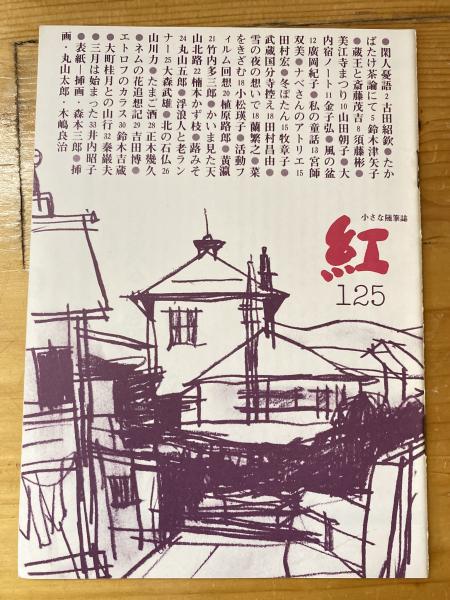 ●閑人憂語2古田紹欽●たか
ばたけ茶論にて5鈴木津矢子
●蔵王と斎藤茂吉8須藤彬●
美江寺まつり10山田朝子●大
内宿ノート11金子弘●風の盆
12廣岡紀子●私の童話13宮師
双美●ナベさんのアトリエ15
田村宏●冬ぼたん15牧章子●
武蔵国分寺控え18田村昌由●
雪の夜の想いで18蘭繁之●菜
をきざむ18小松瑛子●活動フ
ィルム回想20植原路郎●黄瀛
21竹内多三郎●かいま見た天
山北路22楠本かず枝●蕗みそ
24丸山五郎●浮浪人と老ラン
ナー25大森武雄●北の石仏26
山川力●たまご酒28正木幾久
●ネムの花追想記29吉田博●
エトロフのカラス30鈴木吉蔵
●大町桂月との山行32秦巌夫
●三月は始まった33井内昭子
●表紙―挿画・森本三郎●挿
画・丸山太郎・木嶋良治
小さな随筆誌
紅
125